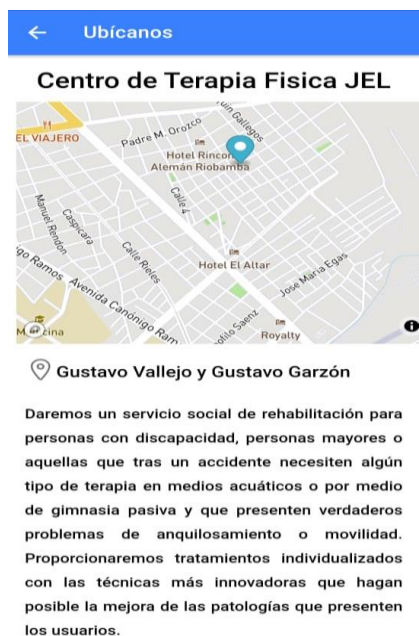 Ubícanos
Centro de Terapia Fisica JEL
Gallegos
EL VIAJERO
Padre M. Orozco
Hotel Rincon
Alemán Riobamba
Calle 4
Manuel Rendon
Caspicara
Calle Rieles
Hotel El Altar
go Ramos
Avenida Canónigo Ram
Jose Maria Egas
ofilo Saenz
Royalty
Gustavo Vallejo y Gustavo Garzón
Daremos un servicio social de rehabilitación para
personas con discapacidad, personas mayores o
aquellas que tras un accidente necesiten algún
tipo de terapia en medios acuáticos o por medio
de gimnasia pasiva y que presenten verdaderos
problemas de anquilosamiento o movilidad.
Proporcionaremos tratamientos individualizados
con las técnicas más innovadoras que hagan
posible la mejora de las patologías que presenten
los usuarios.